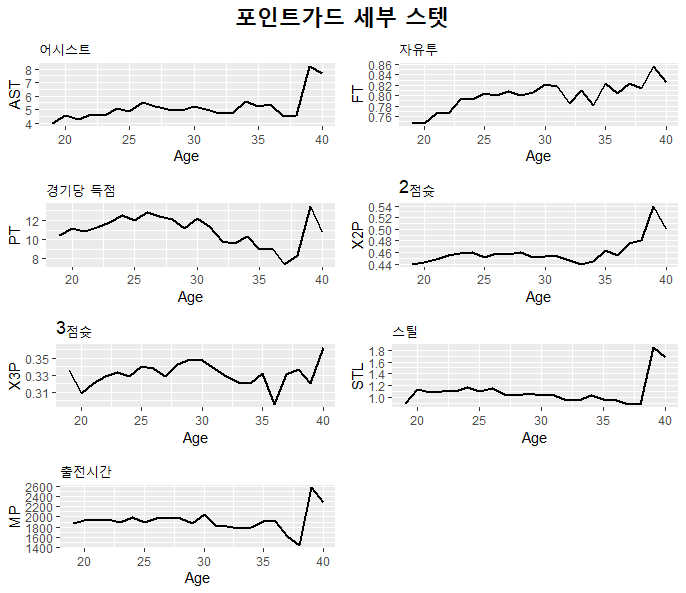 포인트가드 세부 스텟
어시스트
AST
8
7
6
5
4
20 25 30 35 40
Age
자유투
FT
0.86
0.84
0.82
0.80
0.78
0.76
20 25 30 35 40
Age
경기당 득점
PT
12
10
8
20 25 30 35 40
Age
2점슛
X2P
0.54
0.52
0.50
0.48
0.46
0.44
20 25 30 35 40
Age
3점슛
X3P
0.35
0.33
0.31
20 25 30 35 40
Age
스틸
STL
1.8
1.6
1.4
1.2
1.0
20 25 30 35 40
Age
출전시간
MP
2600
2400
2200
2000
1800
1600
1400
20 25 30 35 40
Age